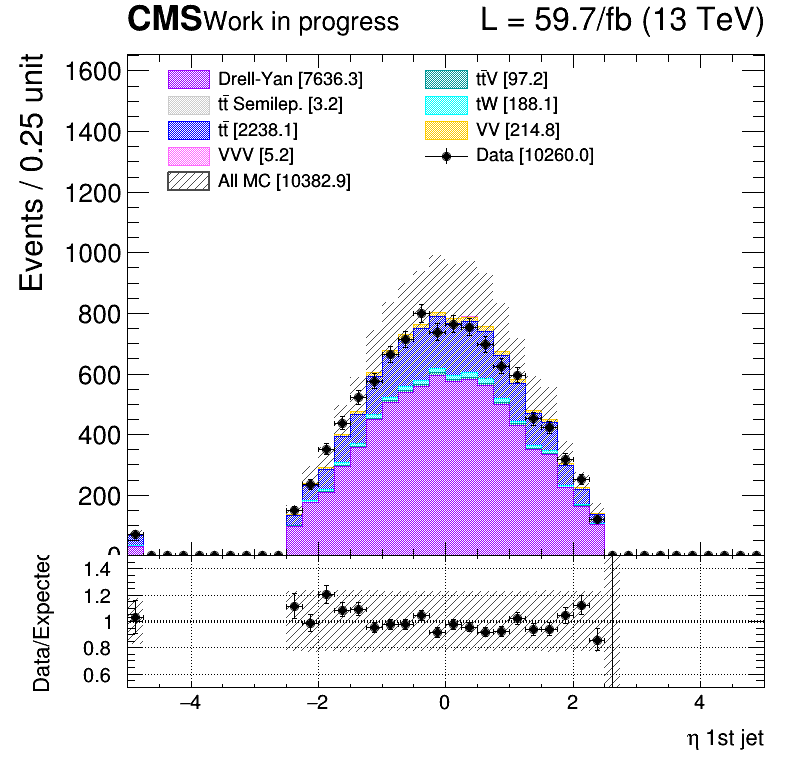 CMS Work in progress L = 59.7/fb (13 TeV)
Events / 0.25 unit
1600
1400
1200
1000
800
600
400
200
0
Drell-Yan [7636.3]
tt̄ Semilep. [3.2]
tt̄ [2238.1]
VVV [5.2]
All MC [10382.9]
tt̄V [97.2]
tW [188.1]
VV [214.8]
Data [10260.0]
Data/Expected
1.4
1.2
1
0.8
0.6
−4 −2 0 2 4
η 1st jet